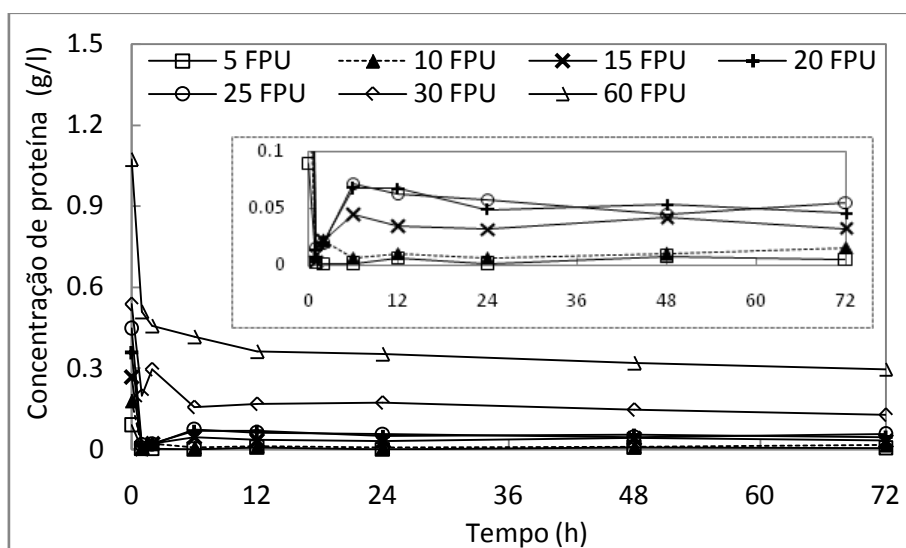 1.5
1.2
0.9
0.6
0.3
0
Concentração de proteína (g/l)
5 FPU 10 FPU 15 FPU 20 FPU
25 FPU 30 FPU 60 FPU
0.1
0.05
0
0 12 24 36 48 60 72
0 12 24 36 48 60 72
Tempo (h)